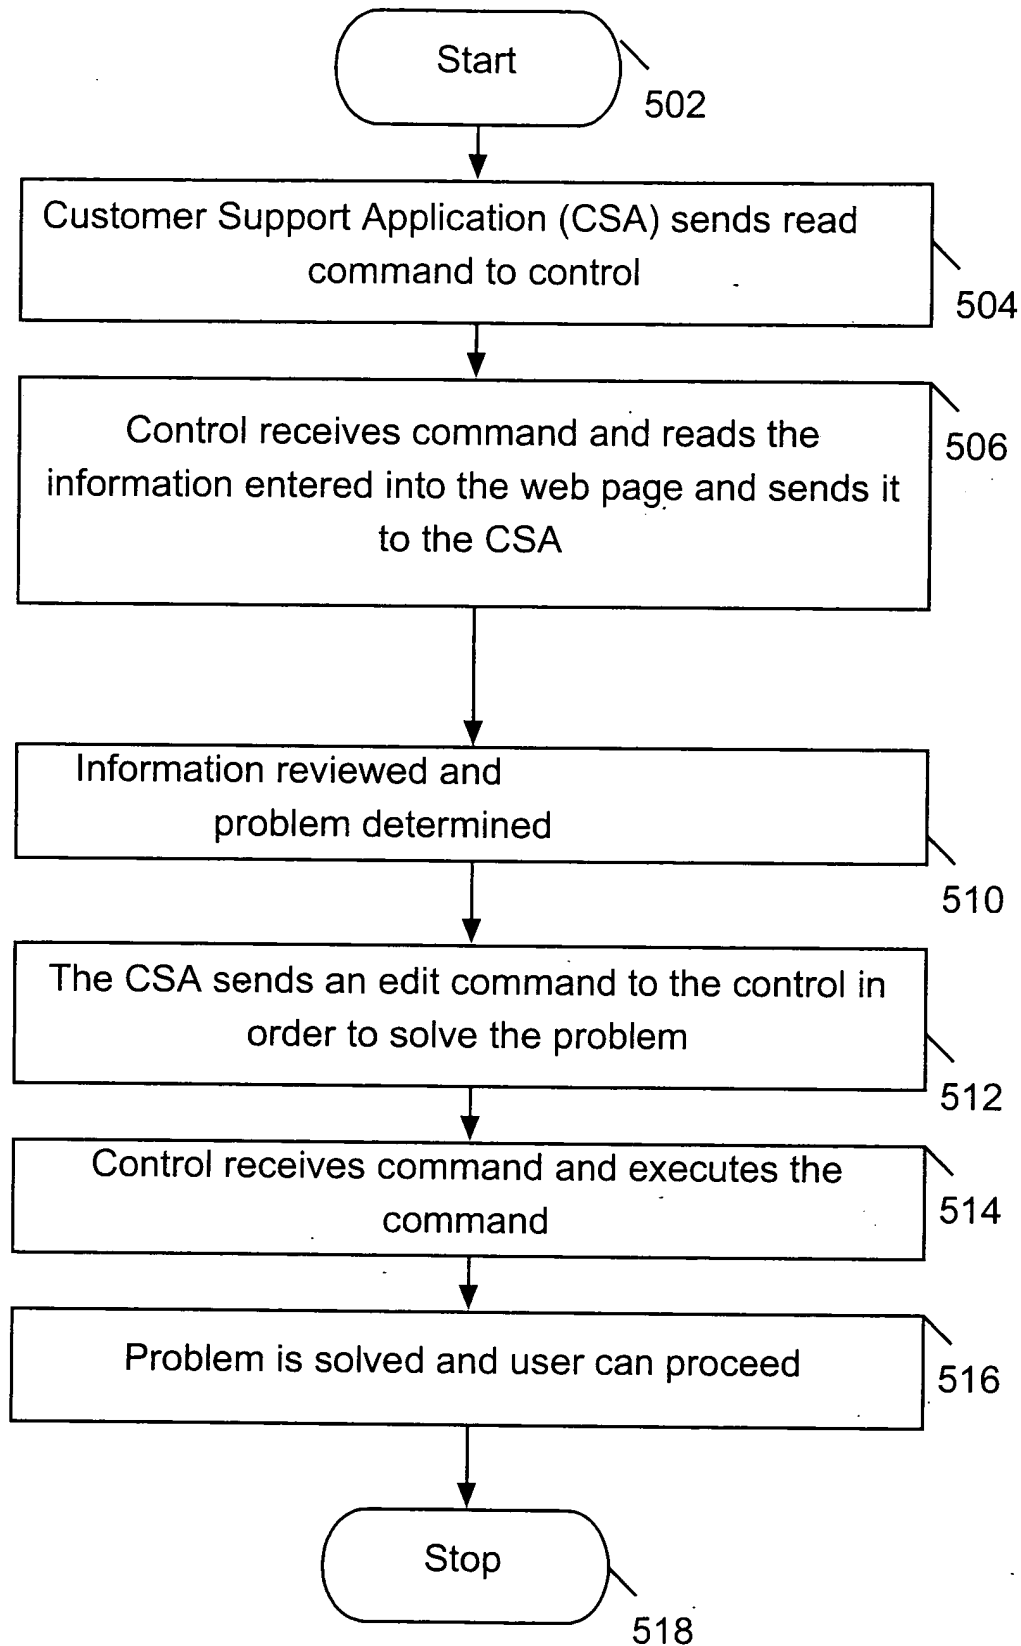 Start
502
Customer Support Application (CSA) sends read
command to control
504
Control receives command and reads the
information entered into the web page and sends it
to the CSA
506
Information reviewed and
problem determined
510
The CSA sends an edit command to the control in
order to solve the problem
512
Control receives command and executes the
command
514
Problem is solved and user can proceed
516
Stop
518